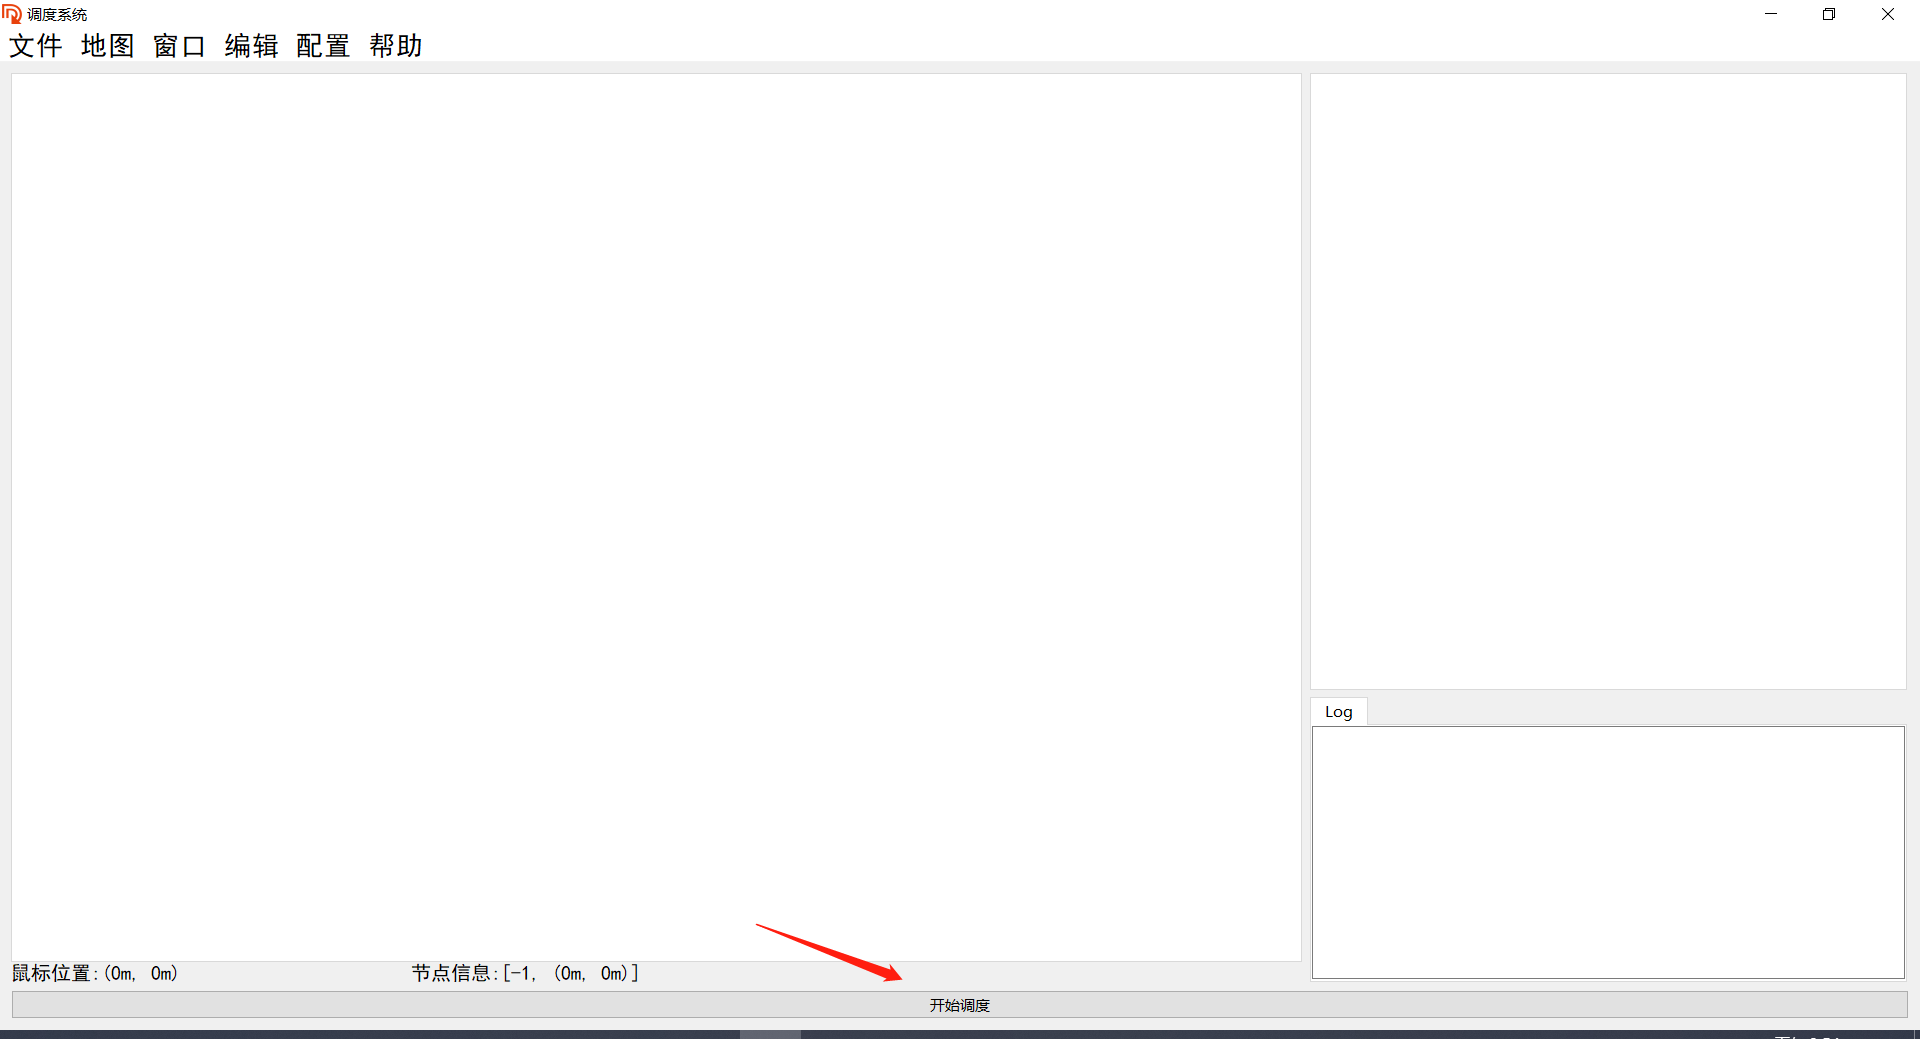 调度系统
文件 地图 窗口 编辑 配置 帮助
Log
鼠标位置:(0m, 0m)
节点信息:[-1, (0m, 0m)]
开始调度